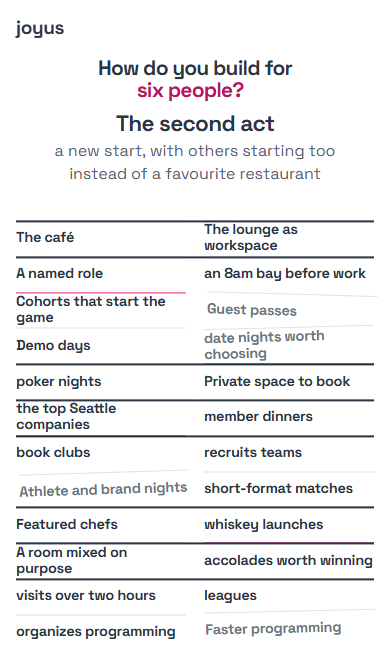 joyus
How do you build for
six people?
The second act
a new start, with others starting too
instead of a favourite restaurant
The café
The lounge as
workspace
A named role
an 8am bay before work
Cohorts that start the
game
Guest passes
Demo days
date nights worth
choosing
poker nights
Private space to book
the top Seattle
companies
member dinners
book clubs
recruits teams
Athlete and brand nights
short-format matches
Featured chefs
whiskey launches
A room mixed on
purpose
accolades worth winning
visits over two hours
leagues
organizes programming
Faster programming